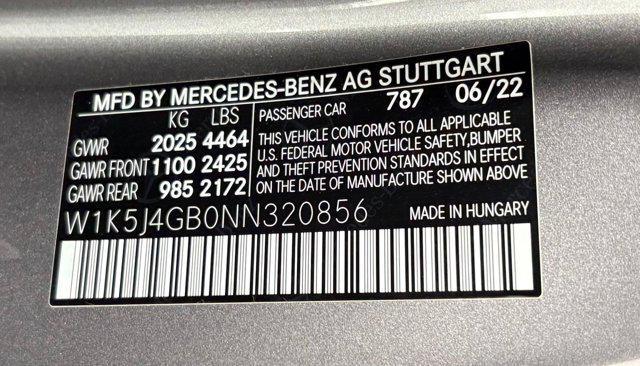 MFD BY MERCEDES-BENZ AG STUTTGART
KG LBS
GVWR 2025 4464
GAWR FRONT 1100 2425
GAWR REAR 985 2172
PASSENGER CAR 787 06/22
THIS VEHICLE CONFORMS TO ALL APPLICABLE
U.S. FEDERAL MOTOR VEHICLE SAFETY, BUMPER
AND THEFT PREVENTION STANDARDS IN EFFECT
ON THE DATE OF MANUFACTURE SHOWN ABOVE
W1K5J4GB0NN320856
MADE IN HUNGARY